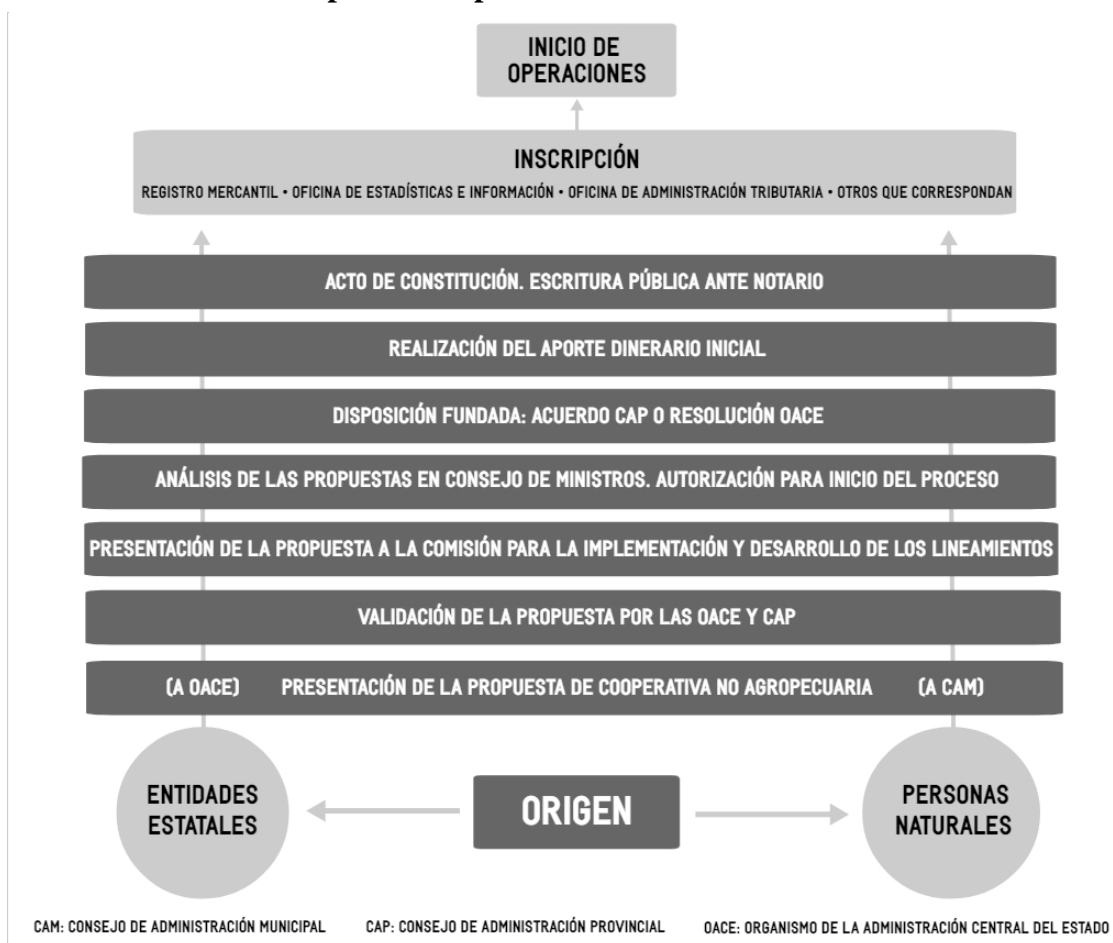 INICIO DE
OPERACIONES
INSCRIPCIÓN
REGISTRO MERCANTIL • OFICINA DE ESTADÍSTICAS E INFORMACIÓN • OFICINA DE ADMINISTRACIÓN TRIBUTARIA • OTROS QUE CORRESPONDAN
ACTO DE CONSTITUCIÓN. ESCRITURA PÚBLICA ANTE NOTARIO
REALIZACIÓN DEL APORTE DINERARIO INICIAL
DISPOSICIÓN FUNDADA: ACUERDO CAP O RESOLUCIÓN OACE
ANÁLISIS DE LAS PROPUESTAS EN CONSEJO DE MINISTROS. AUTORIZACIÓN PARA INICIO DEL PROCESO
PRESENTACIÓN DE LA PROPUESTA A LA COMISIÓN PARA LA IMPLEMENTACIÓN Y DESARROLLO DE LOS LINEAMIENTOS
VALIDACIÓN DE LA PROPUESTA POR LAS OACE Y CAP
(A OACE) PRESENTACIÓN DE LA PROPUESTA DE COOPERATIVA NO AGROPECUARIA (A CAM)
ENTIDADES
ESTATALES
ORIGEN
PERSONAS
NATURALES
CAM: CONSEJO DE ADMINISTRACIÓN MUNICIPAL CAP: CONSEJO DE ADMINISTRACIÓN PROVINCIAL OACE: ORGANISMO DE LA ADMINISTRACIÓN CENTRAL DEL ESTADO